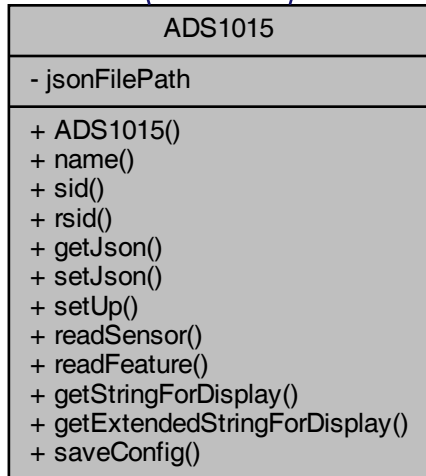 ADS1015
- jsonFilePath
+ ADS1015()
+ name()
+ sid()
+ rsid()
+ getJson()
+ setJson()
+ setUp()
+ readSensor()
+ readFeature()
+ getStringForDisplay()
+ getExtendedStringForDisplay()
+ saveConfig()